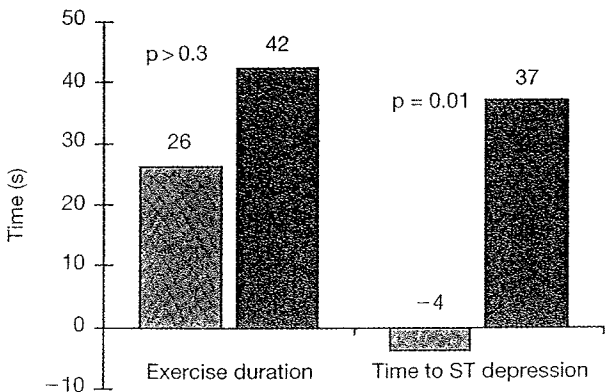 50
40
30
20
10
0
−10
Time (s)
p > 0.3
26
42
p = 0.01
−4
37
Exercise duration
Time to ST depression